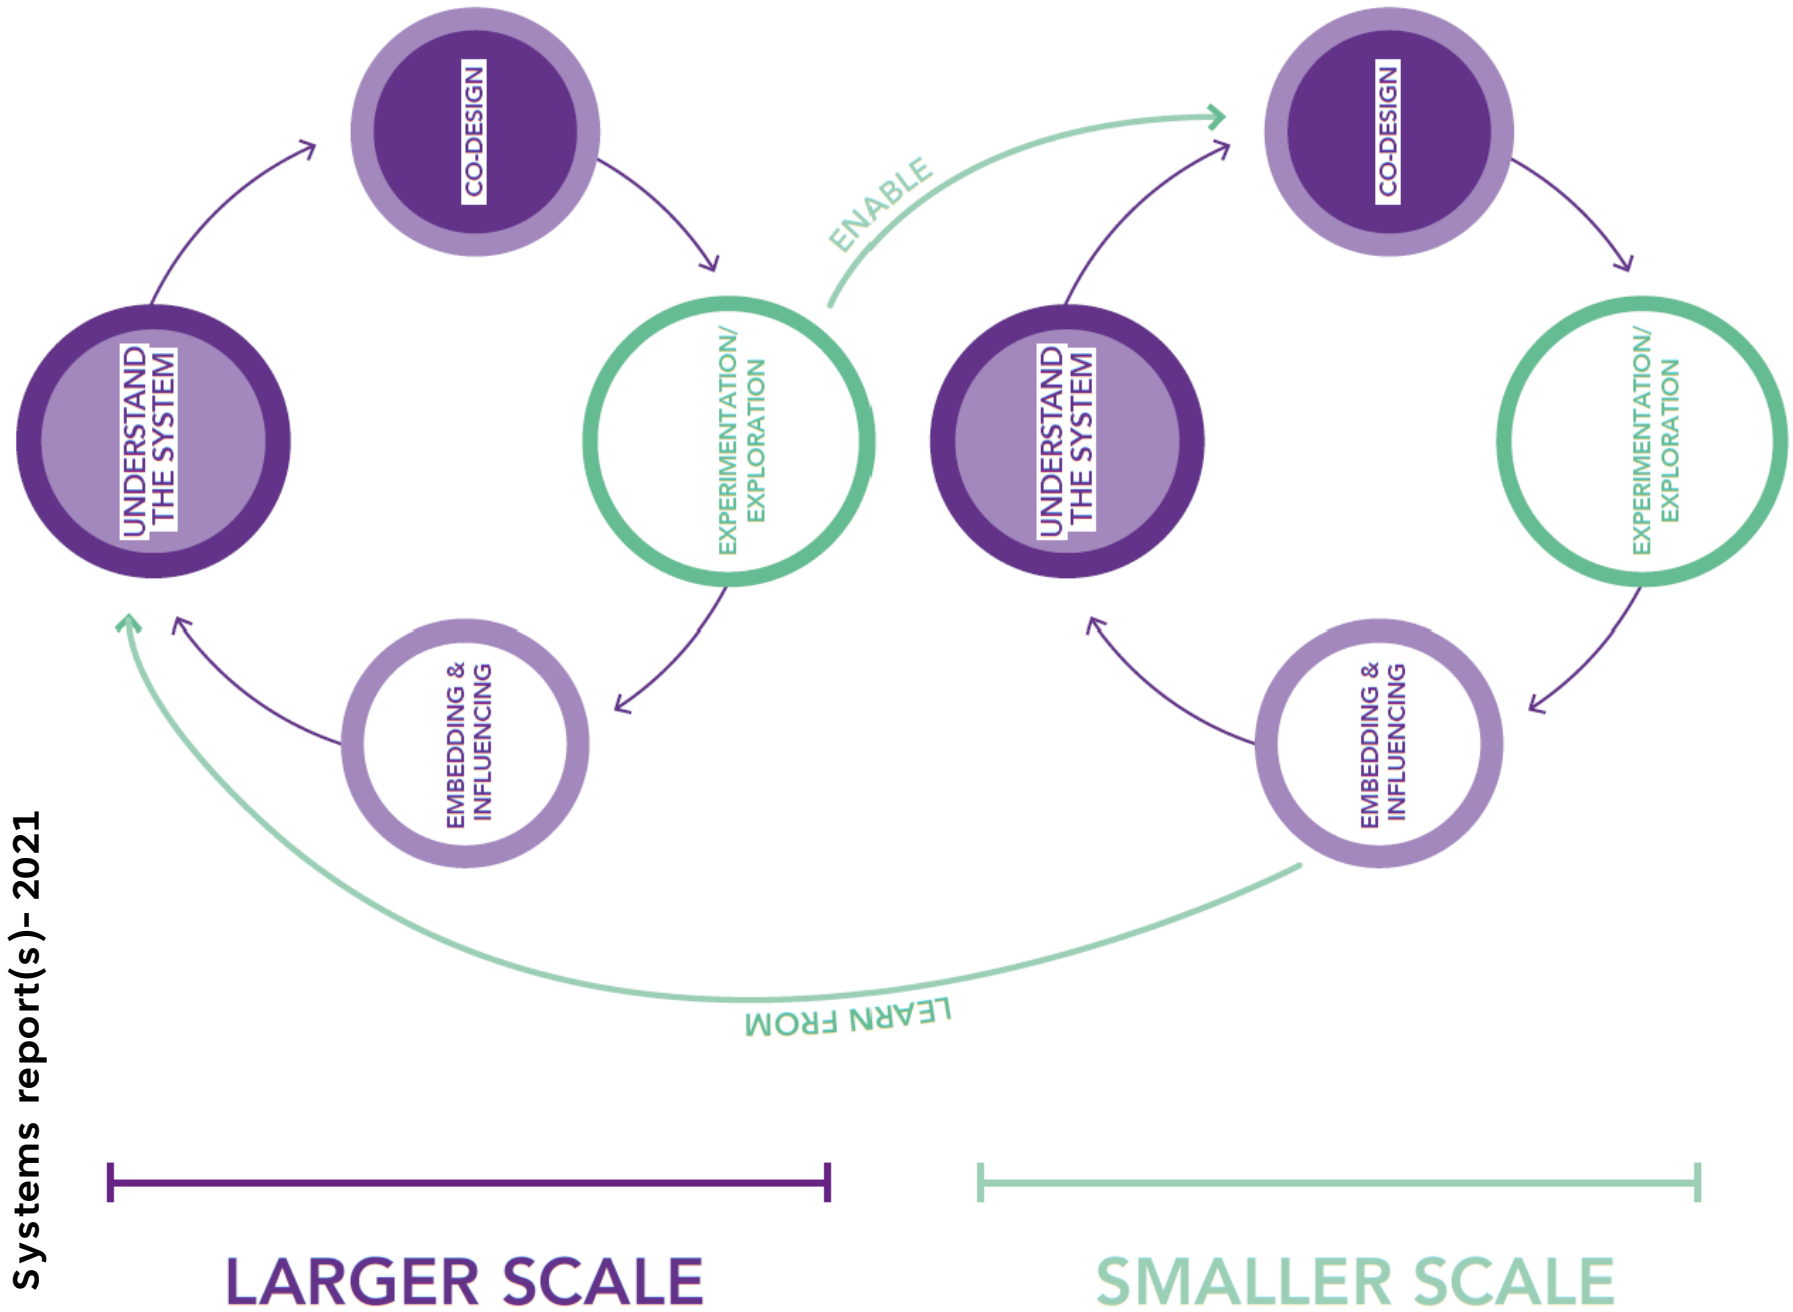 CO-DESIGN
UNDERSTAND
THE SYSTEM
EXPERIMENTATION/
EXPLORATION
EMBEDDING &
INFLUENCING
ENABLE
CO-DESIGN
UNDERSTAND
THE SYSTEM
EXPERIMENTATION/
EXPLORATION
EMBEDDING &
INFLUENCING
LEARN FROM
Systems report(s)- 2021
LARGER SCALE
SMALLER SCALE